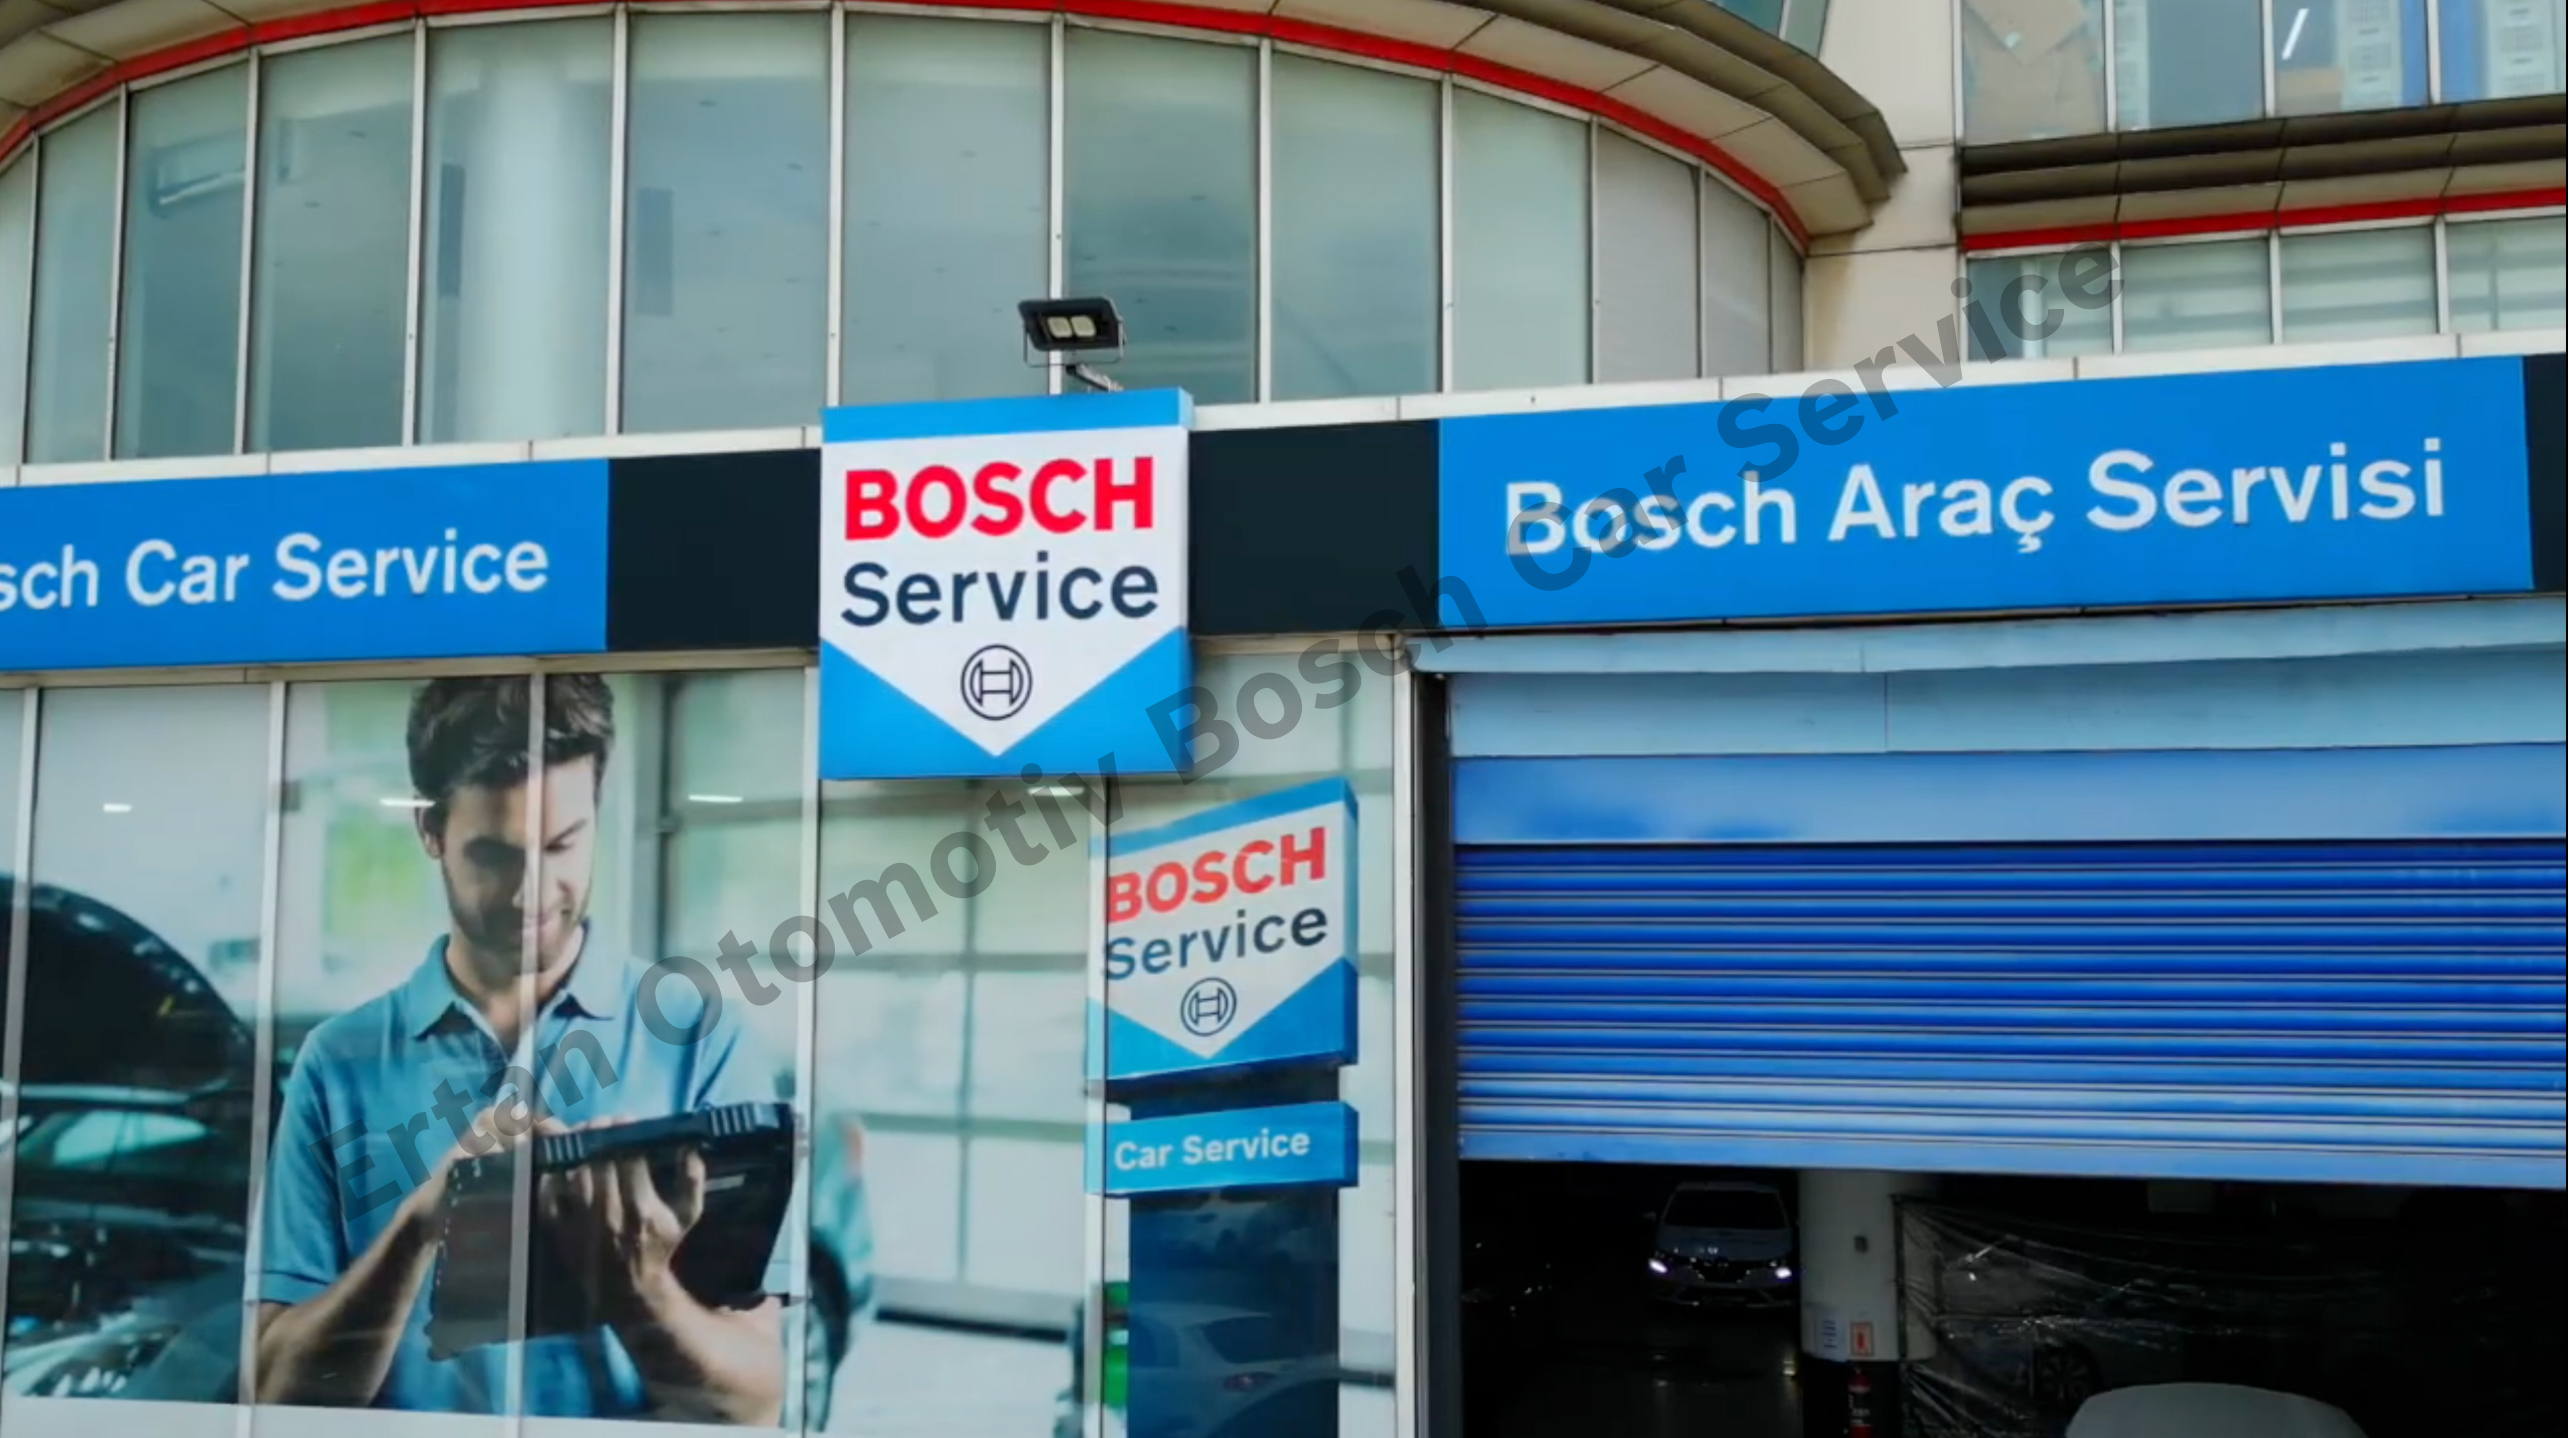 sch Car Service
BOSCH
Service
Bosch Araç Servisi
BOSCH
Service
Car Service
Ertan Otomotiv Bosch Car Service